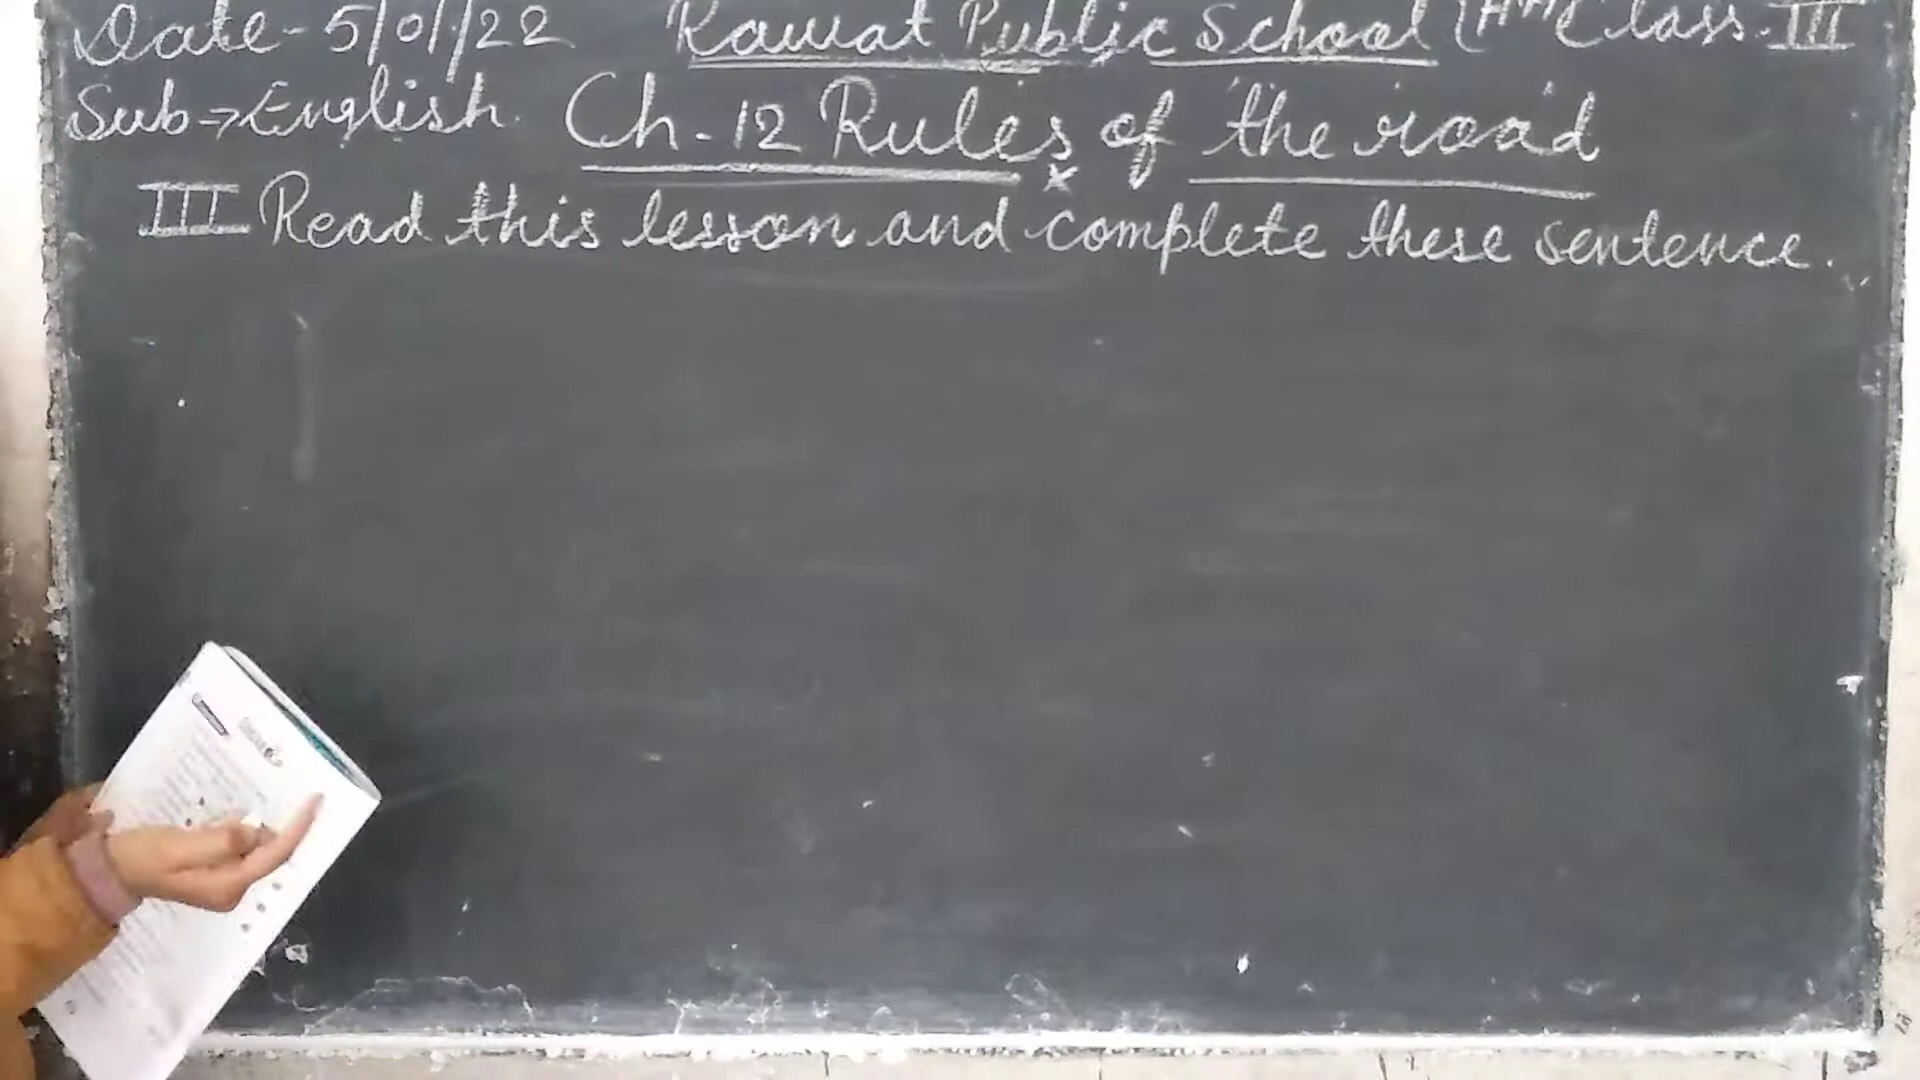 Date - 5/01/22 Rawat Public School Class - III
Sub → English Ch - 12 Rules of the road
III Read this lesson and complete these sentence.